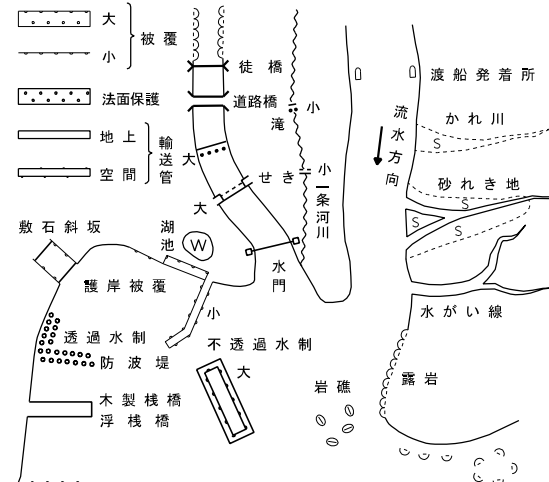 大
被覆
小
法面保護
地上
輸送管
空間
徒橋
道路橋
小
滝
大
せき
小
大
一条河川
流水方向
渡船発着所
かれ川
S
砂れき地
S
S
S
敷石斜坂
湖池
W
水門
護岸被覆
小
透過水制
不透過水制
防波堤
大
水がい線
木製桟橋
浮桟橋
岩礁
露岩